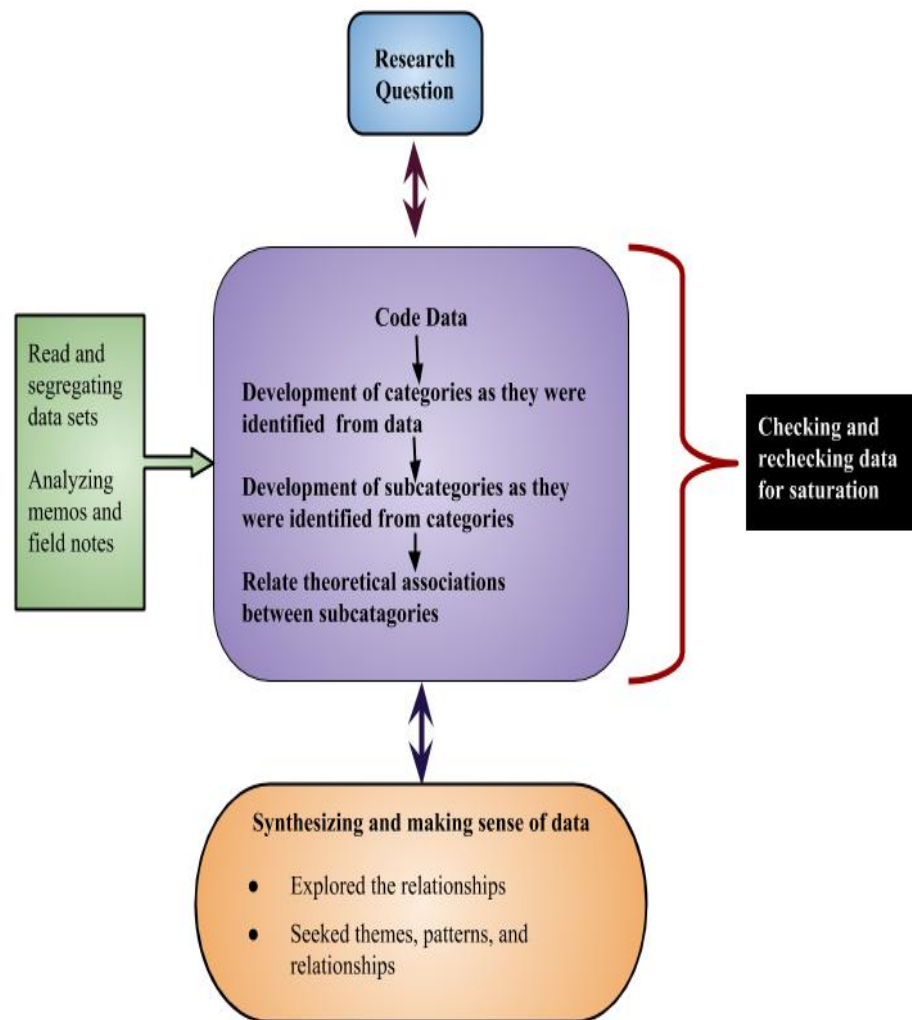 Research
Question
Read and
segregating
data sets
Analyzing
memos and
field notes
Code Data
Development of categories as they were
identified from data
Development of subcategories as they
were identified from categories
Relate theoretical associations
between subcatagories
Checking and
rechecking data
for saturation
Synthesizing and making sense of data
● Explored the relationships
● Seeked themes, patterns, and
relationships